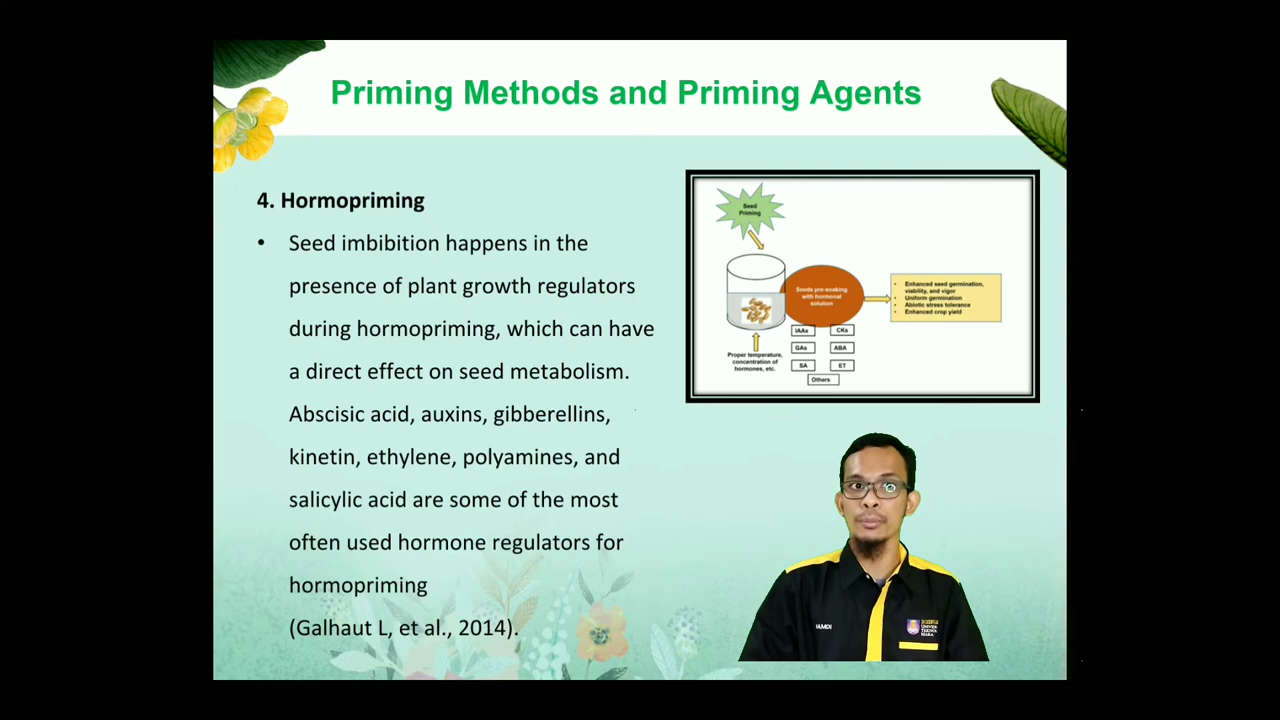 Priming Methods and Priming Agents
4. Hormopriming
• Seed imbibition happens in the
presence of plant growth regulators
during hormopriming, which can have
a direct effect on seed metabolism.
Abscisic acid, auxins, gibberellins,
kinetin, ethylene, polyamines, and
salicylic acid are some of the most
often used hormone regulators for
hormopriming
(Galhaut L, et al., 2014).
Seed
Priming
Seeds pre-soaking
with hormonal
solution
• Enhanced seed germination,
viability, and vigor
• Uniform germination
• Abiotic stress tolerance
• Enhanced crop yield
Proper temperature,
concentration of
hormones, etc.
IAAs
CKs
GAs
ABA
SA
ET
Others
UNIVER
TEKNO
MARA